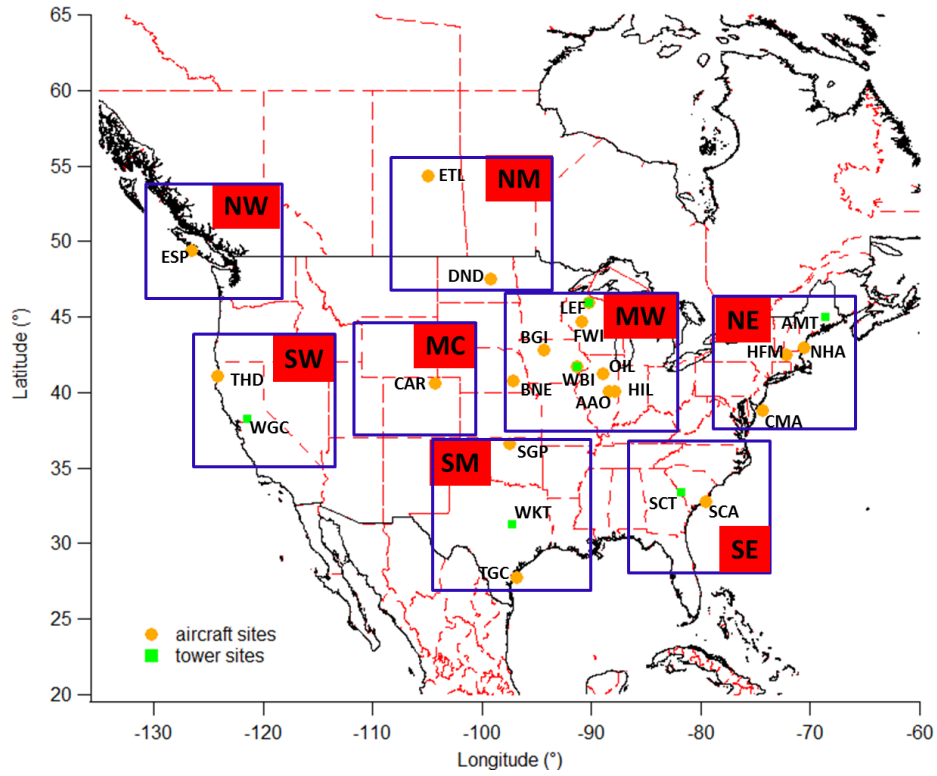 65
60
55
50
45
40
35
30
25
20
Latitude (°)
ETL
NM
NW
ESP
DND
LEF
MW
NE
AMT
FWI
SW
MC
BGI
HFM
NHA
OIL
THD
CAR
WBI
BNE
AAO
HIL
CMA
WGC
SGP
SM
SCT
SCA
WKT
SE
TGC
aircraft sites
tower sites
-130
-120
-110
-100
-90
-80
-70
-60
Longitude (°)